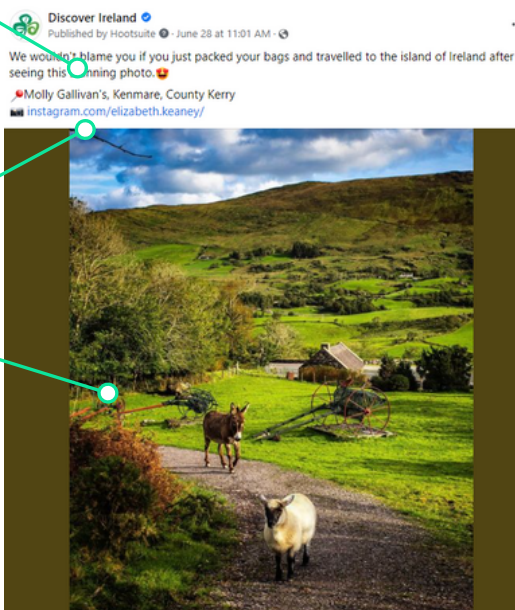 Discover Ireland
Published by Hootsuite · June 28 at 11:01 AM ·
We wouldn't blame you if you just packed your bags and travelled to the island of Ireland after
seeing this nning photo.
Molly Gallivan's, Kenmare, County Kerry
instagram.com/elizabeth.keaney/